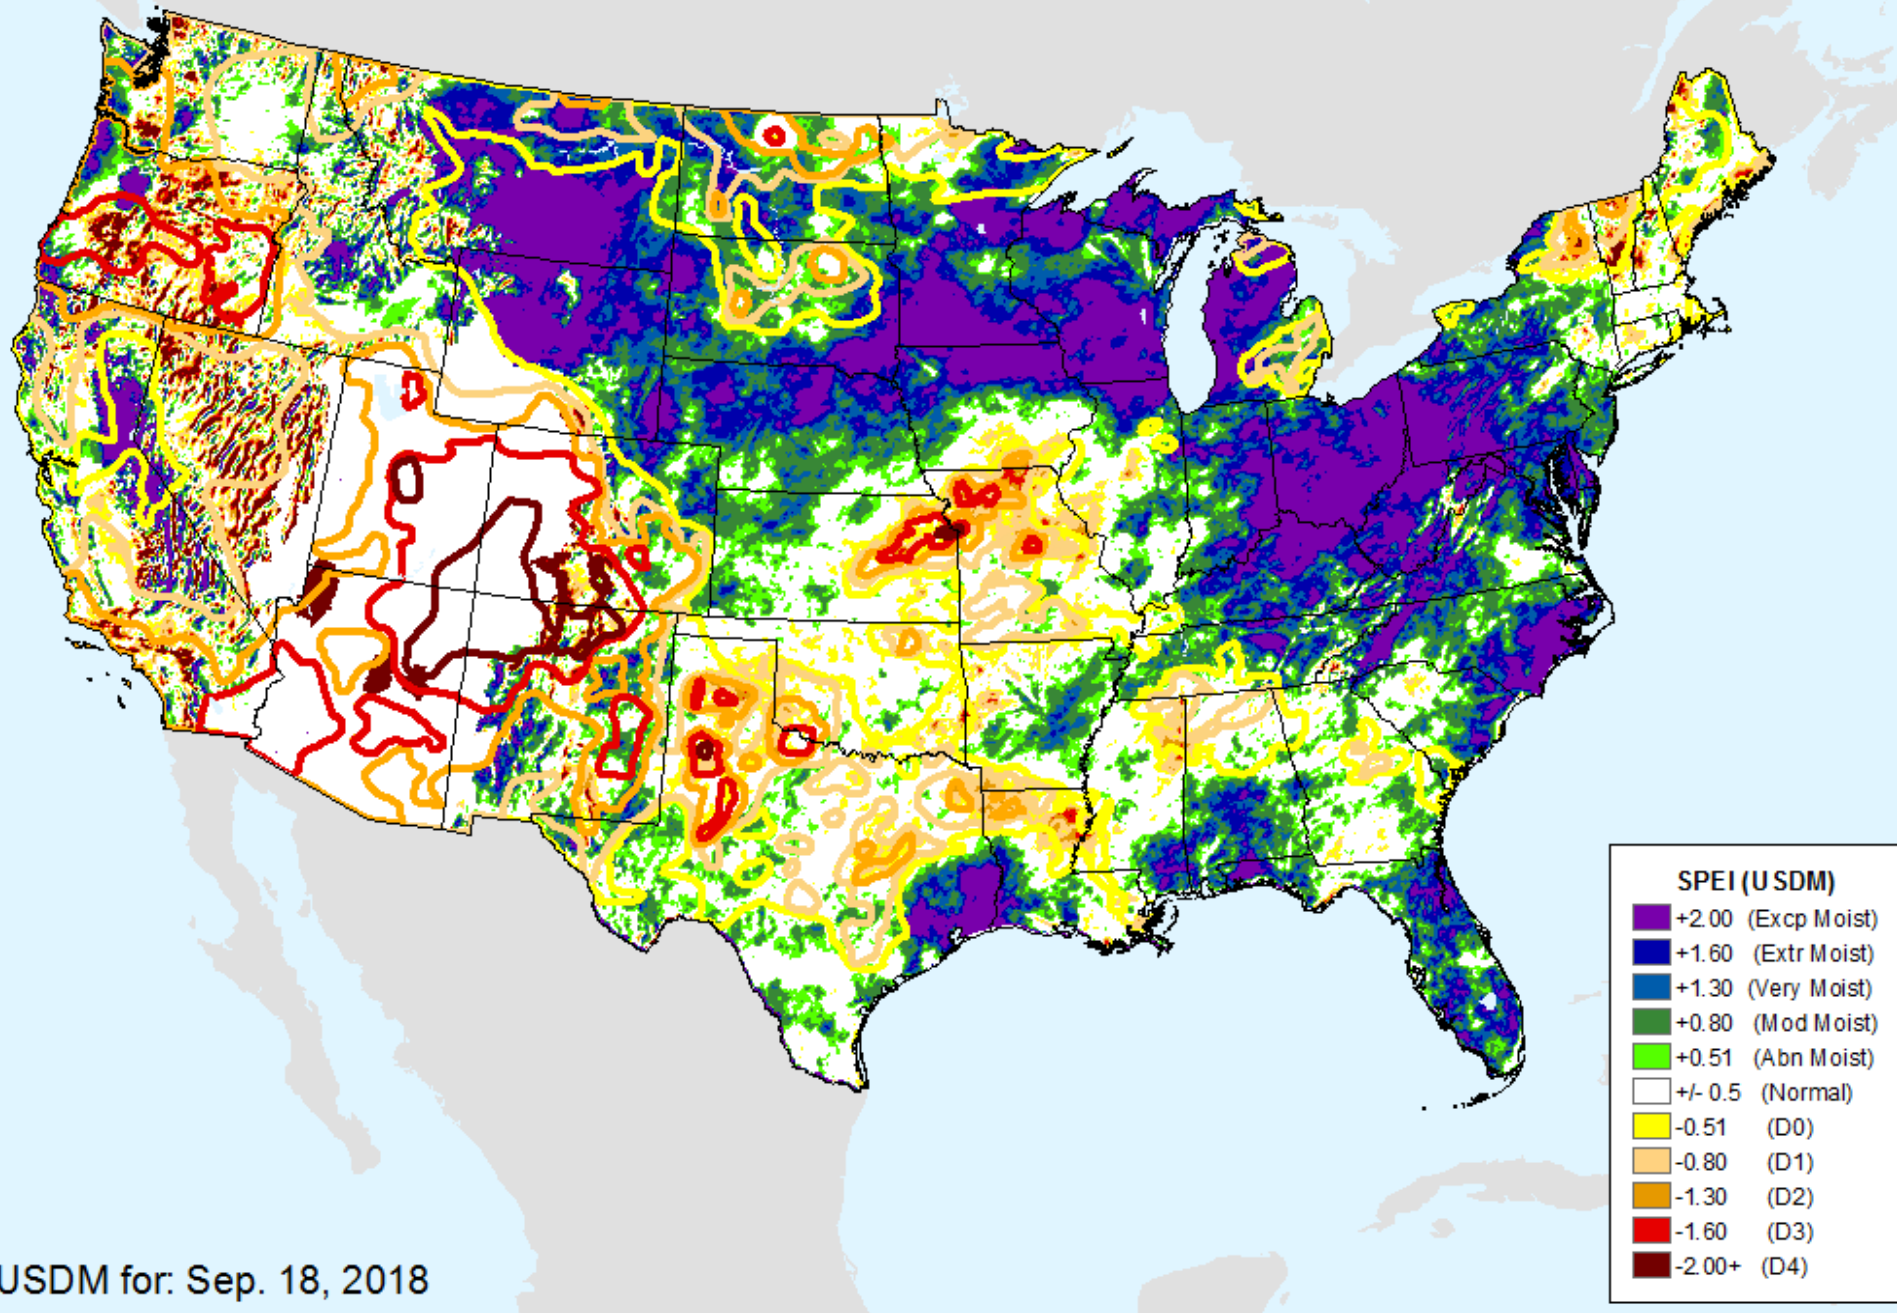 SPEI (USDM)
+2.00 (Excp Moist)
+1.60 (Extr Moist)
+1.30 (Very Moist)
+0.80 (Mod Moist)
+0.51 (Abn Moist)
+/- 0.5 (Normal)
-0.51 (D0)
-0.80 (D1)
-1.30 (D2)
-1.60 (D3)
-2.00+ (D4)
USDM for: Sep. 18, 2018